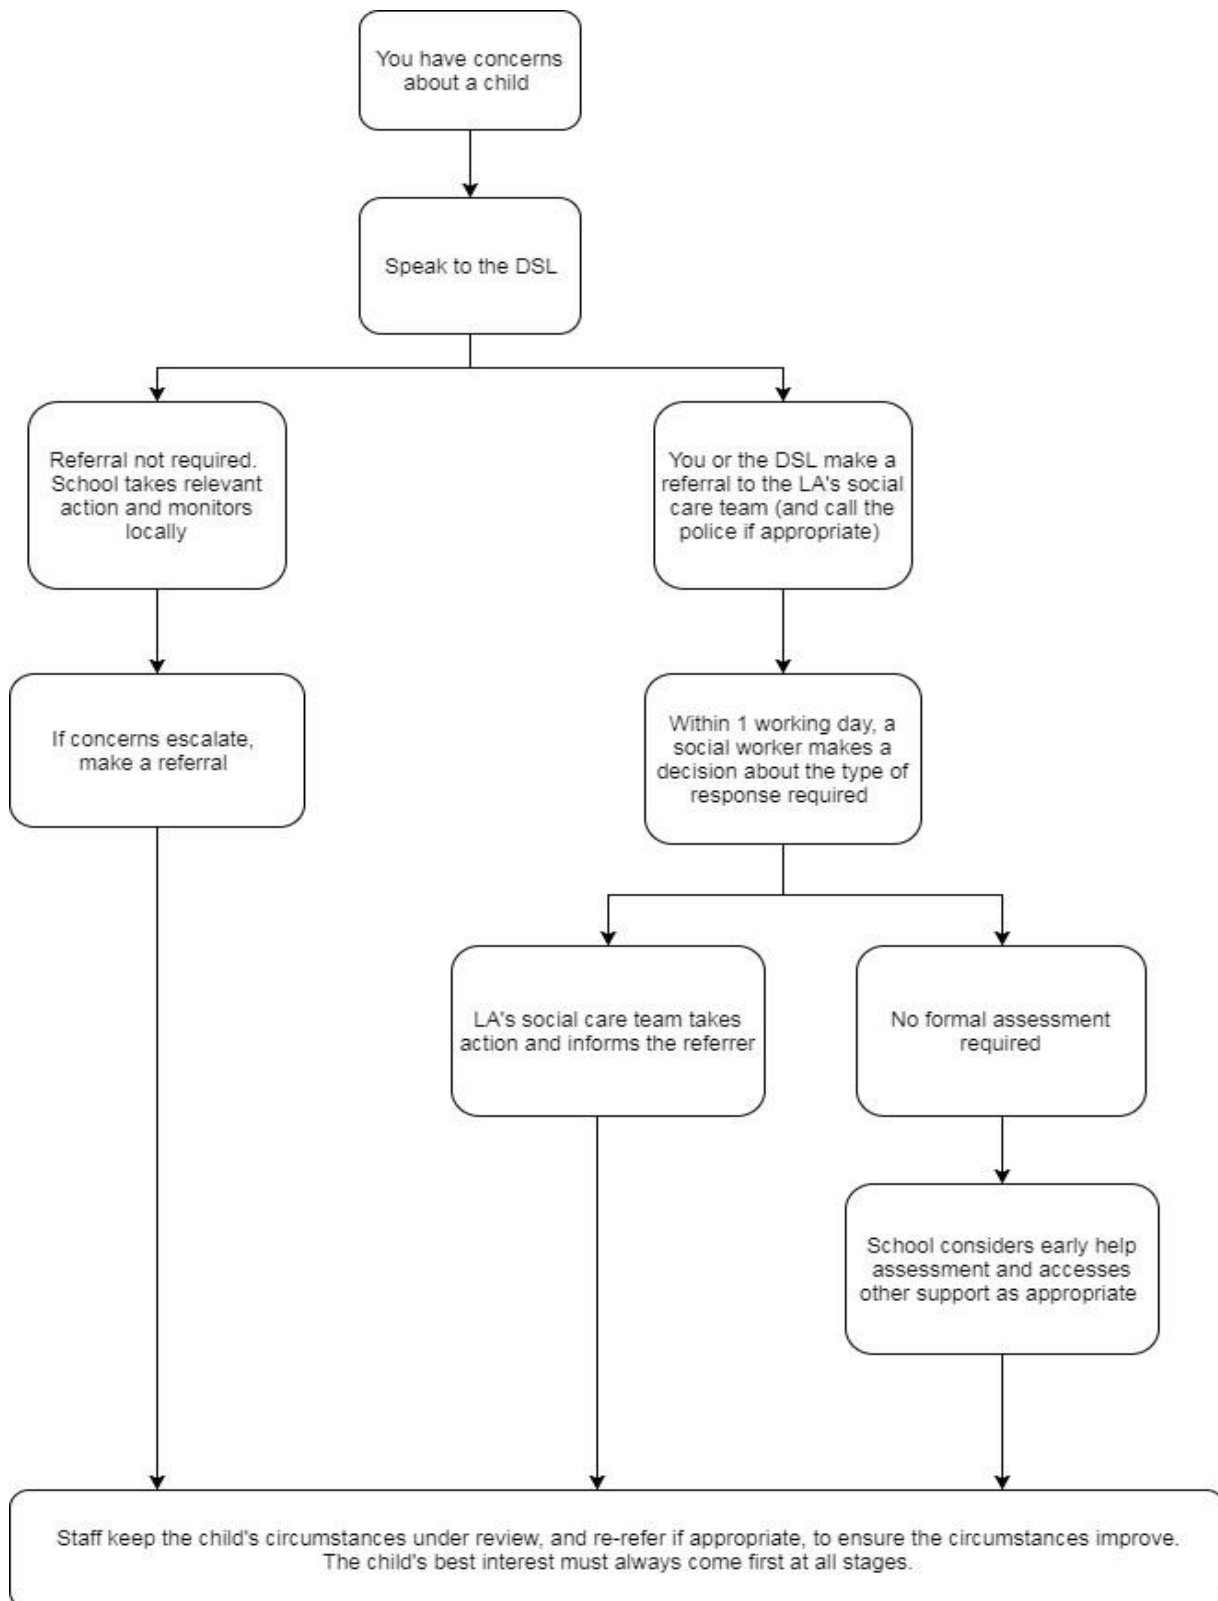 You have concerns
about a child
Speak to the DSL
Referral not required.
School takes relevant
action and monitors
locally
You or the DSL make a
referral to the LA's social
care team (and call the
police if appropriate)
If concerns escalate,
make a referral
Within 1 working day, a
social worker makes a
decision about the type of
response required
LA's social care team takes
action and informs the referrer
No formal assessment
required
School considers early help
assessment and accesses
other support as appropriate
Staff keep the child's circumstances under review, and re-refer if appropriate, to ensure the circumstances improve.
The child's best interest must always come first at all stages.